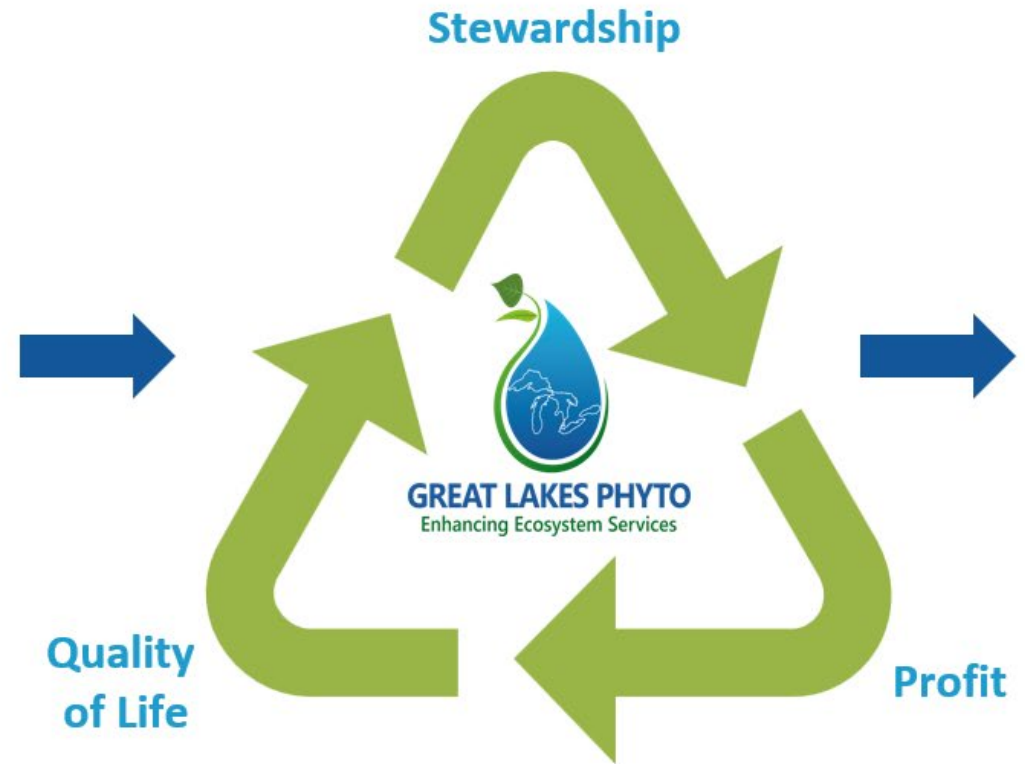 Stewardship
GREAT LAKES PHYTO
Enhancing Ecosystem Services
Quality
of Life
Profit